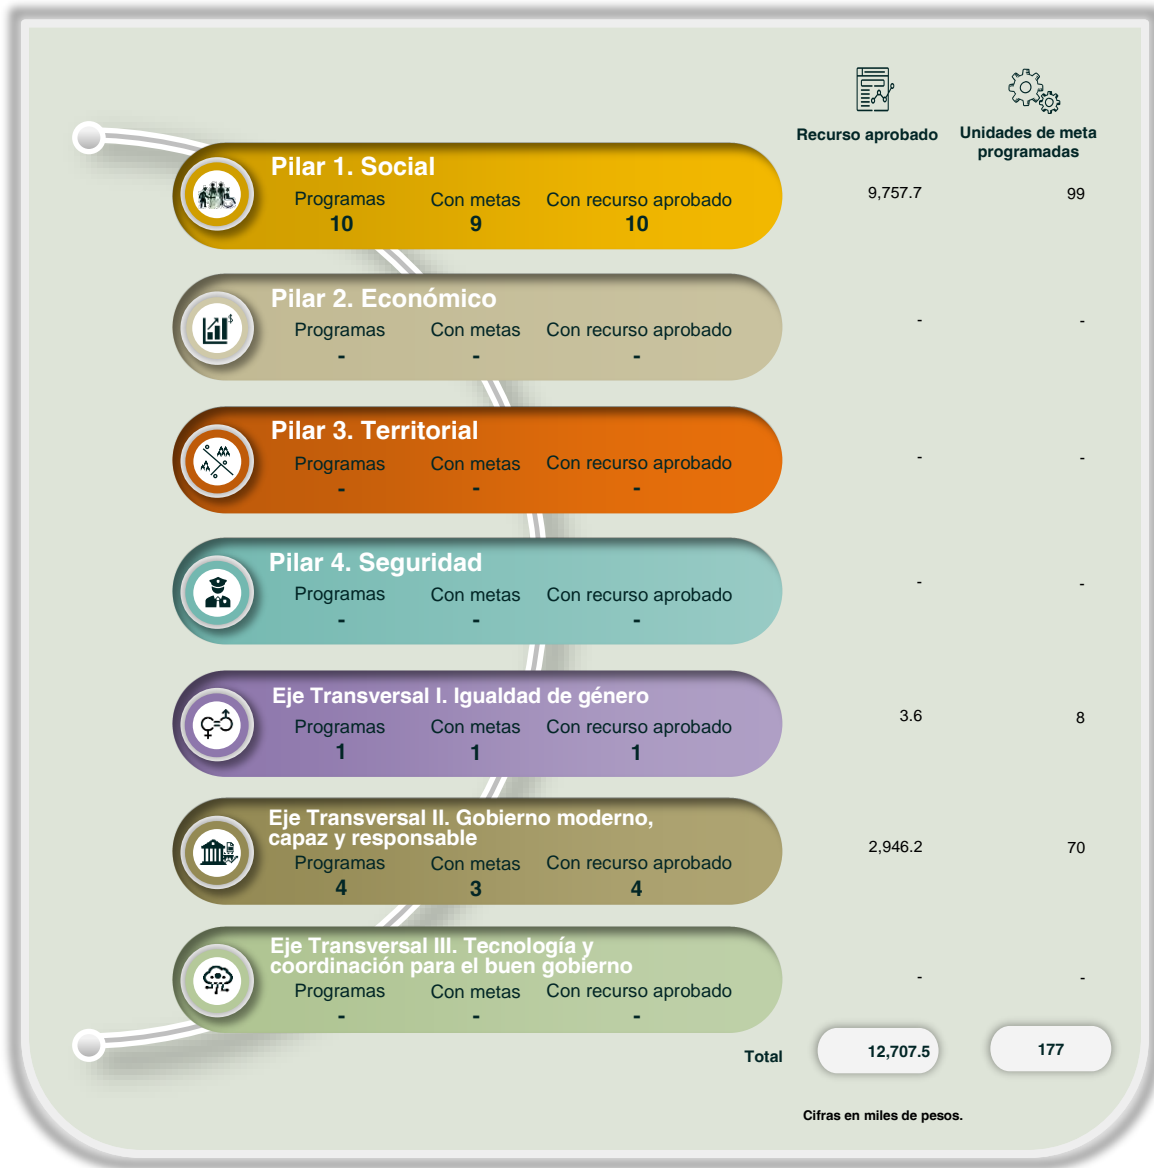 Recurso aprobado
Unidades de meta
programadas
Pilar 1. Social
Programas Con metas Con recurso aprobado
10 9 10
9,757.7 99
Pilar 2. Económico
Programas Con metas Con recurso aprobado
- - -
- -
Pilar 3. Territorial
Programas Con metas Con recurso aprobado
- - -
- -
Pilar 4. Seguridad
Programas Con metas Con recurso aprobado
- - -
- -
Eje Transversal I. Igualdad de género
Programas Con metas Con recurso aprobado
1 1 1
3.6 8
Eje Transversal II. Gobierno moderno,
capaz y responsable
Programas Con metas Con recurso aprobado
4 3 4
2,946.2 70
Eje Transversal III. Tecnología y
coordinación para el buen gobierno
Programas Con metas Con recurso aprobado
- - -
- -
Total 12,707.5 177
Cifras en miles de pesos.